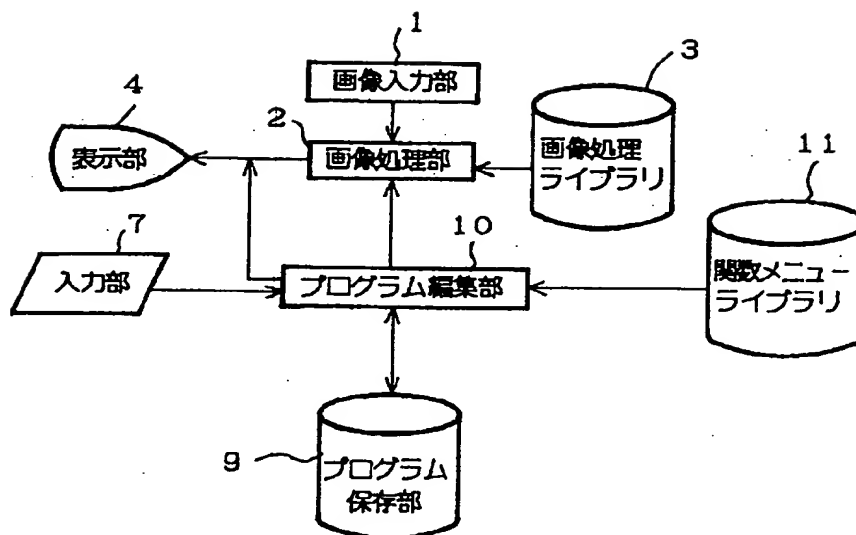 1
画像入力部
3
4
2
画像処理部
表示部
画像処理
ライブラリ
11
7
10
入力部
プログラム編集部
関数メニュー
ライブラリ
9
プログラム
保存部